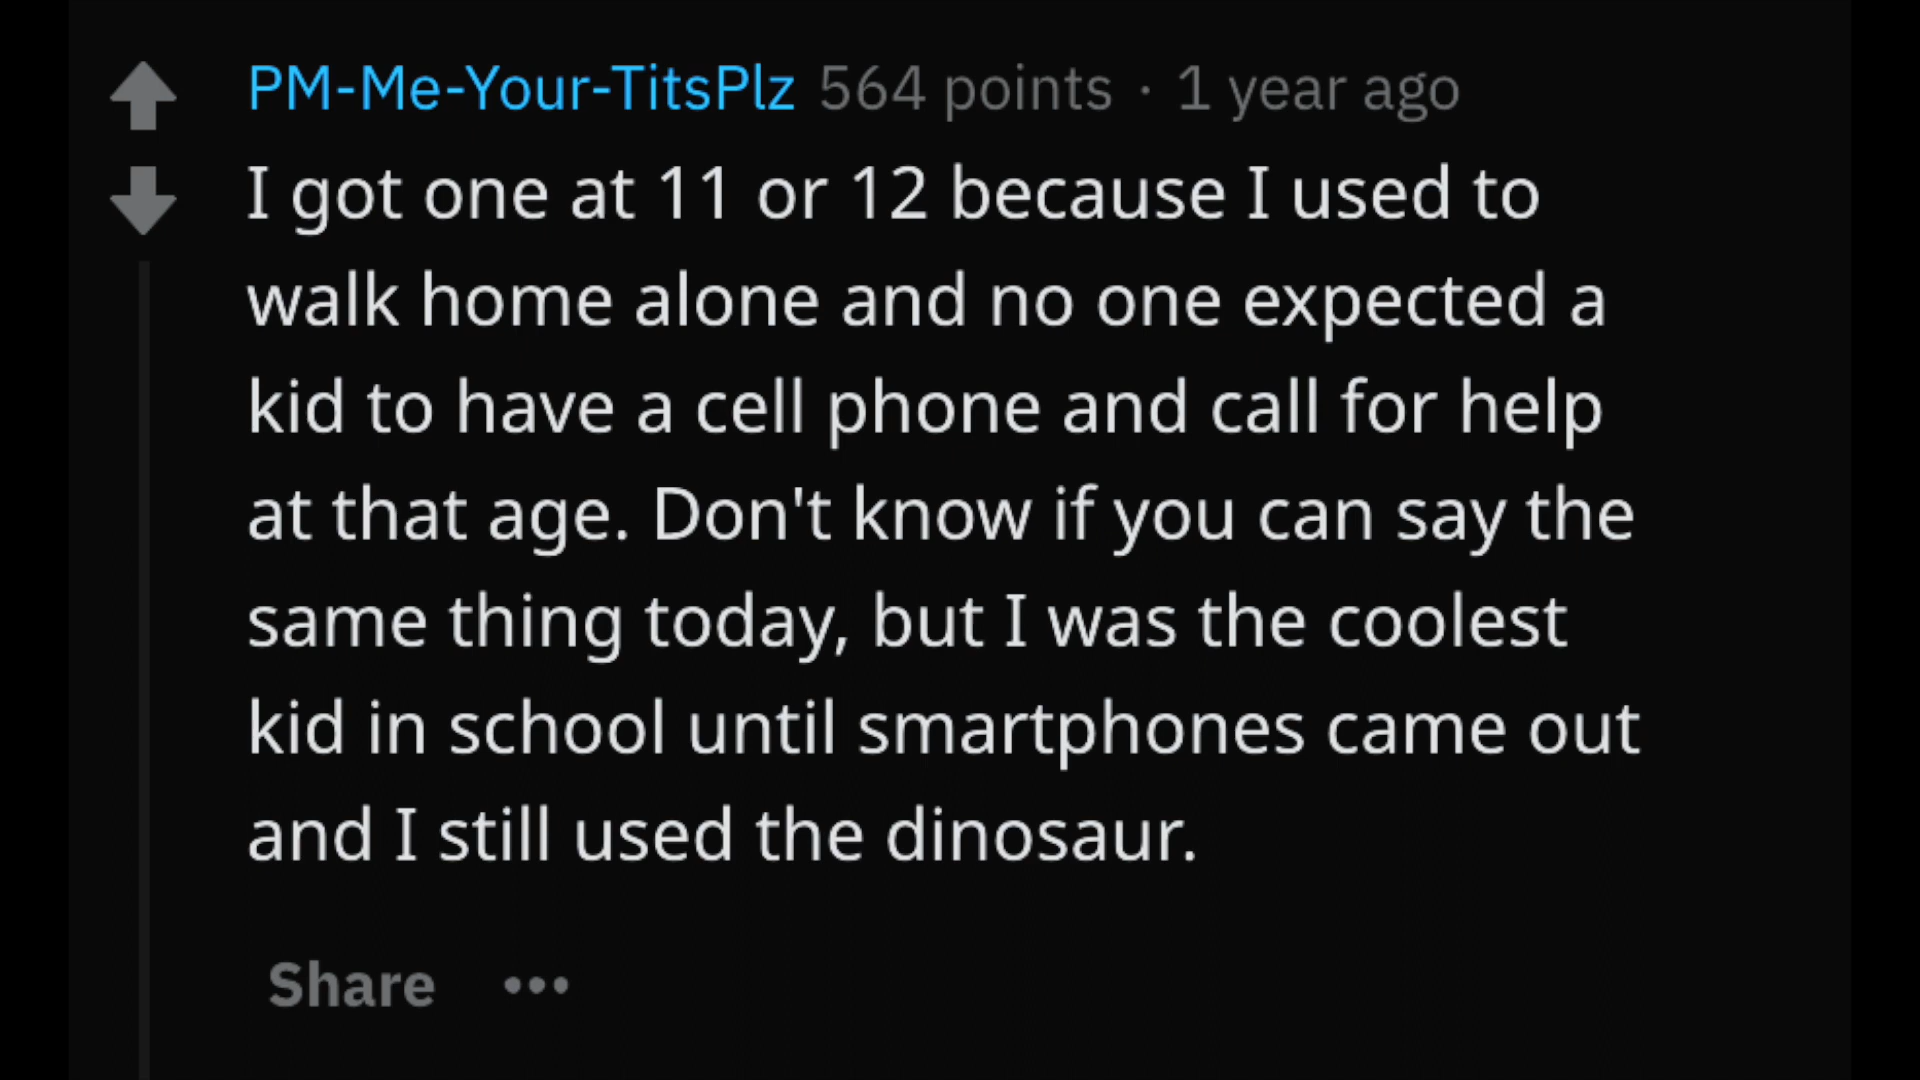 PM-Me-Your-TitsPlz 564 points · 1 year ago
I got one at 11 or 12 because I used to
walk home alone and no one expected a
kid to have a cell phone and call for help
at that age. Don't know if you can say the
same thing today, but I was the coolest
kid in school until smartphones came out
and I still used the dinosaur.
Share •••